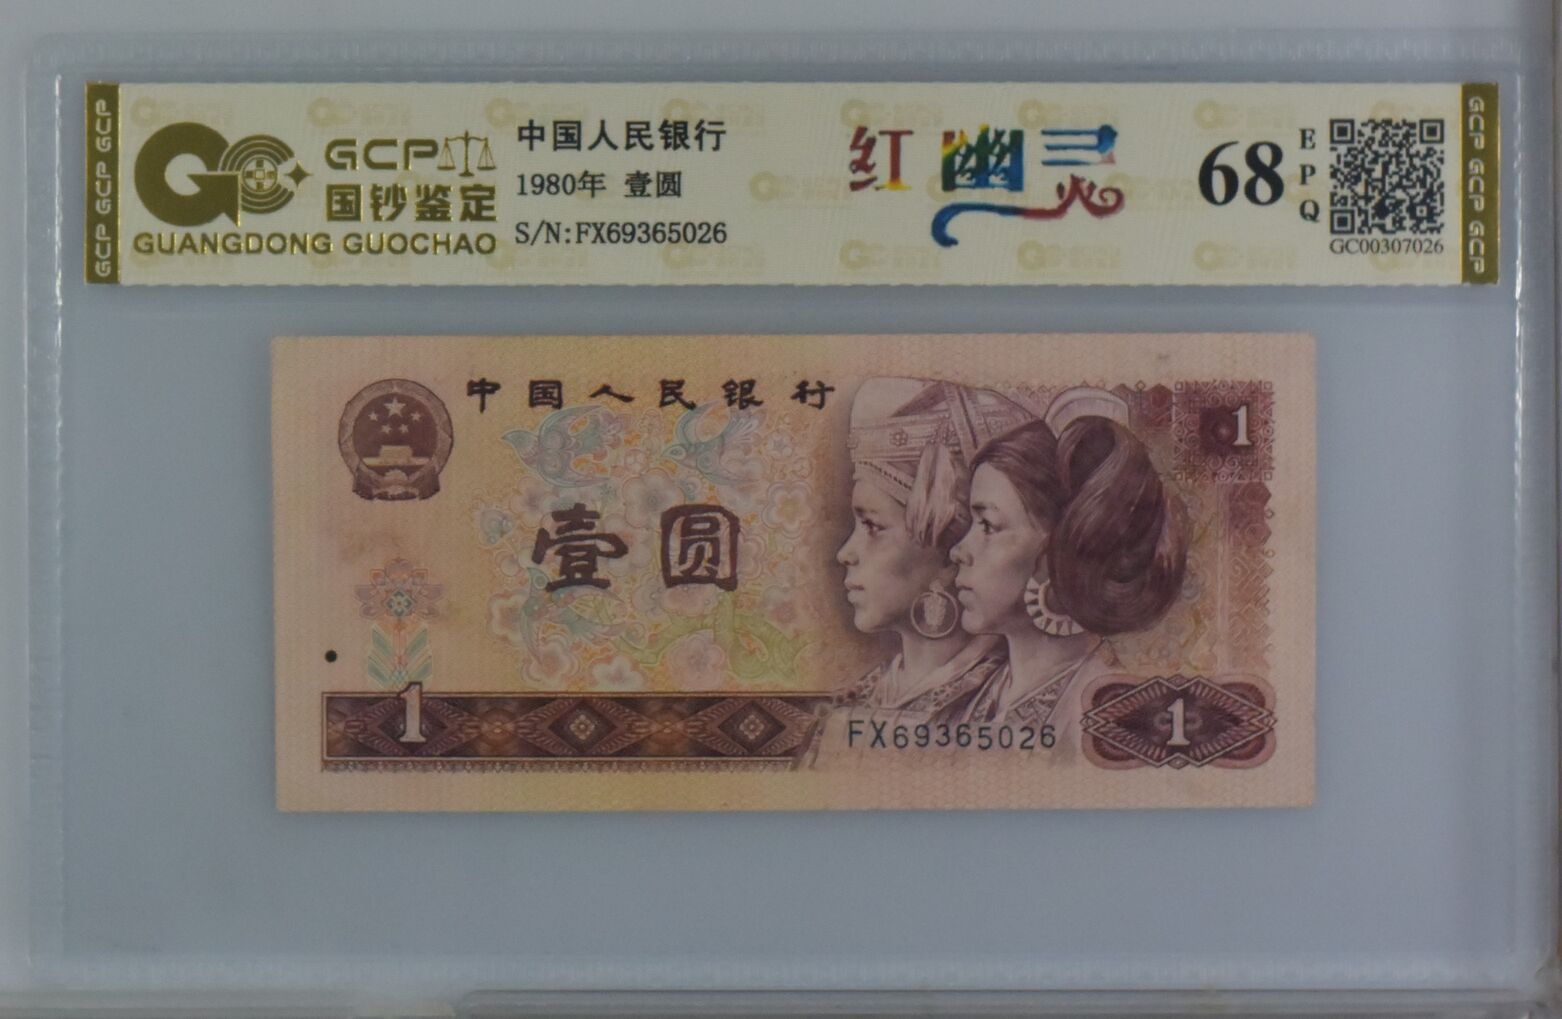 GCP GCP GCP
GCP
国钞鉴定
GUANGDONG GUOCHAO
中国人民银行
1980年 壹圆
S/N:FX69365026
红幽灵
68
EPQ
GC00307026
GCP GCP GCP
中国人民银行
1
壹圆
1
FX69365026
1